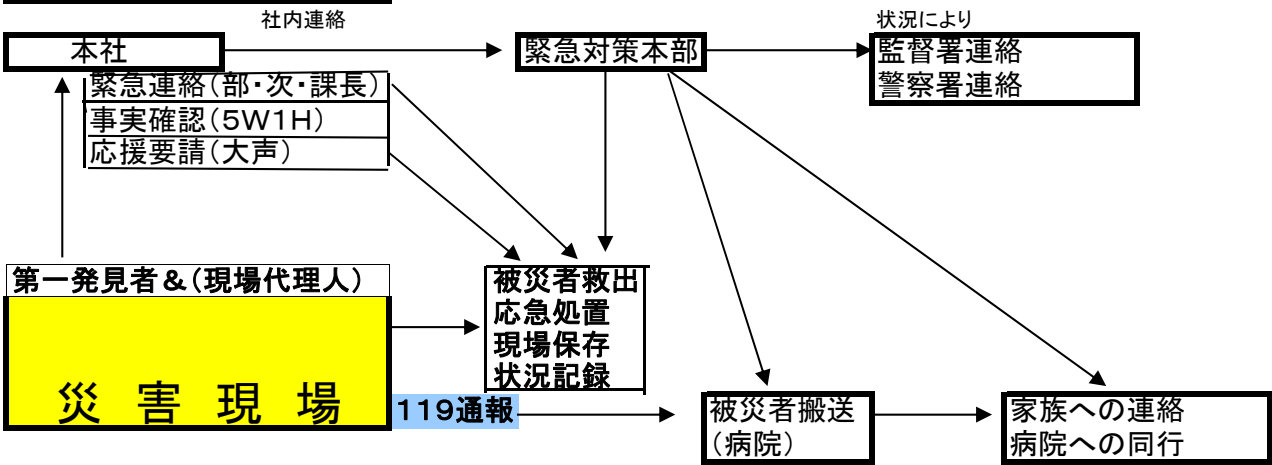 社内連絡
状況により
本社
緊急対策本部
監督署連絡
警察署連絡
緊急連絡(部・次・課長)
事実確認(5W1H)
応援要請(大声)
第一発見者&(現場代理人)
被災者救出
応急処置
現場保存
状況記録
災害現場
119通報
被災者搬送
(病院)
家族への連絡
病院への同行